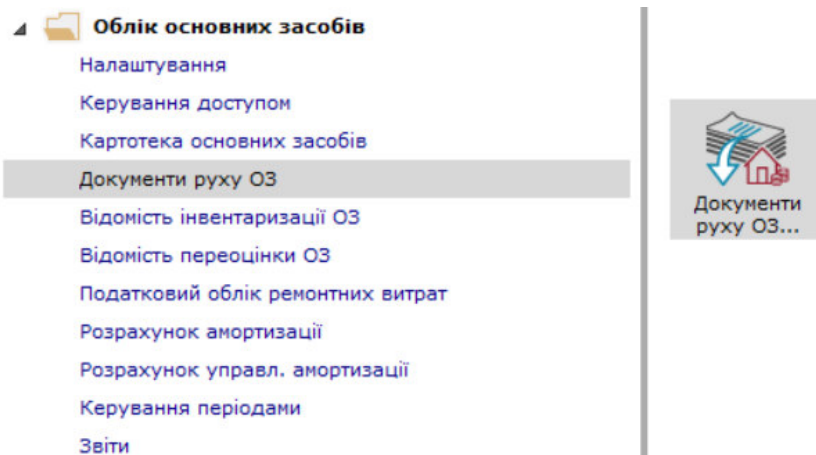 Облік основних засобів
Налаштування
Керування доступом
Картотека основних засобів
Документи руху ОЗ
Відомість інвентаризації ОЗ
Відомість переоцінки ОЗ
Податковий облік ремонтних витрат
Розрахунок амортизації
Розрахунок управл. амортизації
Керування періодами
Звіти
Документи
руху ОЗ...